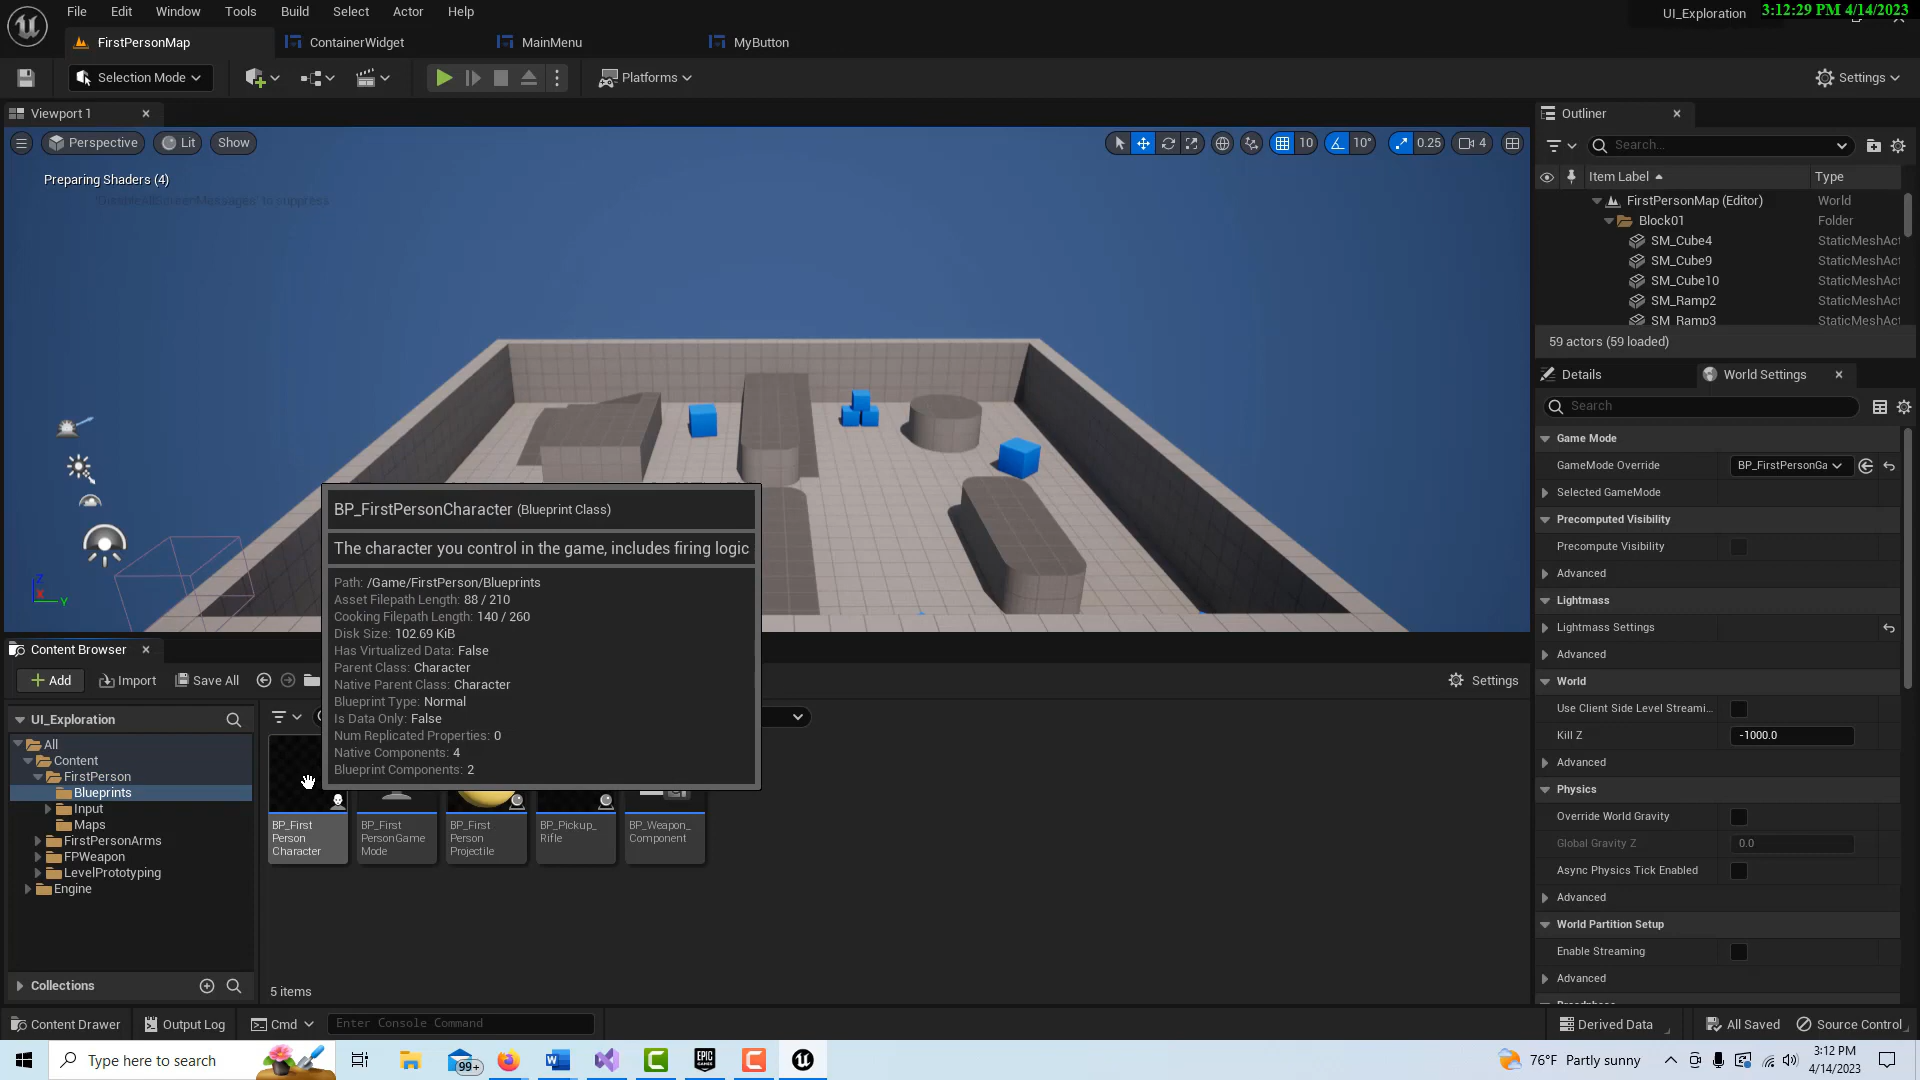 File Edit Window Tools Build Select Actor Help
UI_Exploration
3:12:29 PM 4/14/2023
FirstPersonMap
ContainerWidget
MainMenu
MyButton
Selection Mode
Platforms
Settings
Viewport 1
Perspective
Lit
Show
10
10°
0.25
4
Preparing Shaders (4)
Outliner
Search...
Item Label
Type
FirstPersonMap (Editor) World
Block01 Folder
SM_Cube4 StaticMeshAct
SM_Cube9 StaticMeshAct
SM_Cube10 StaticMeshAct
SM_Ramp2 StaticMeshAct
SM_Ramp3 StaticMeshAct
59 actors (59 loaded)
Details
World Settings
Search
Game Mode
GameMode Override BP_FirstPersonGa
Selected GameMode
Precomputed Visibility
Precompute Visibility
Advanced
Lightmass
Lightmass Settings
Advanced
World
Use Client Side Level Streami...
Kill Z -1000.0
Advanced
Physics
Override World Gravity
Global Gravity Z 0.0
Async Physics Tick Enabled
Advanced
World Partition Setup
Enable Streaming
Advanced
BP_FirstPersonCharacter (Blueprint Class)
The character you control in the game, includes firing logic
Path: /Game/FirstPerson/Blueprints
Asset Filepath Length: 88 / 210
Cooking Filepath Length: 140 / 260
Disk Size: 102.69 KiB
Has Virtualized Data: False
Parent Class: Character
Native Parent Class: Character
Blueprint Type: Normal
Is Data Only: False
Num Replicated Properties: 0
Native Components: 4
Blueprint Components: 2
Content Browser
Add
Import
Save All
Settings
UI_Exploration
All
Content
FirstPerson
Blueprints
Input
Maps
FirstPersonArms
FPWeapon
LevelPrototyping
Engine
Collections
BP_First
Person
Character
BP_First
PersonGame
Mode
BP_First
Person
Projectile
BP_Pickup_
Rifle
BP_Weapon_
Component
5 items
Content Drawer
Output Log
Cmd
Enter Console Command
Derived Data
All Saved
Source Control
Type here to search
99+
EPIC
GAMES
76°F Partly sunny
3:12 PM
4/14/2023